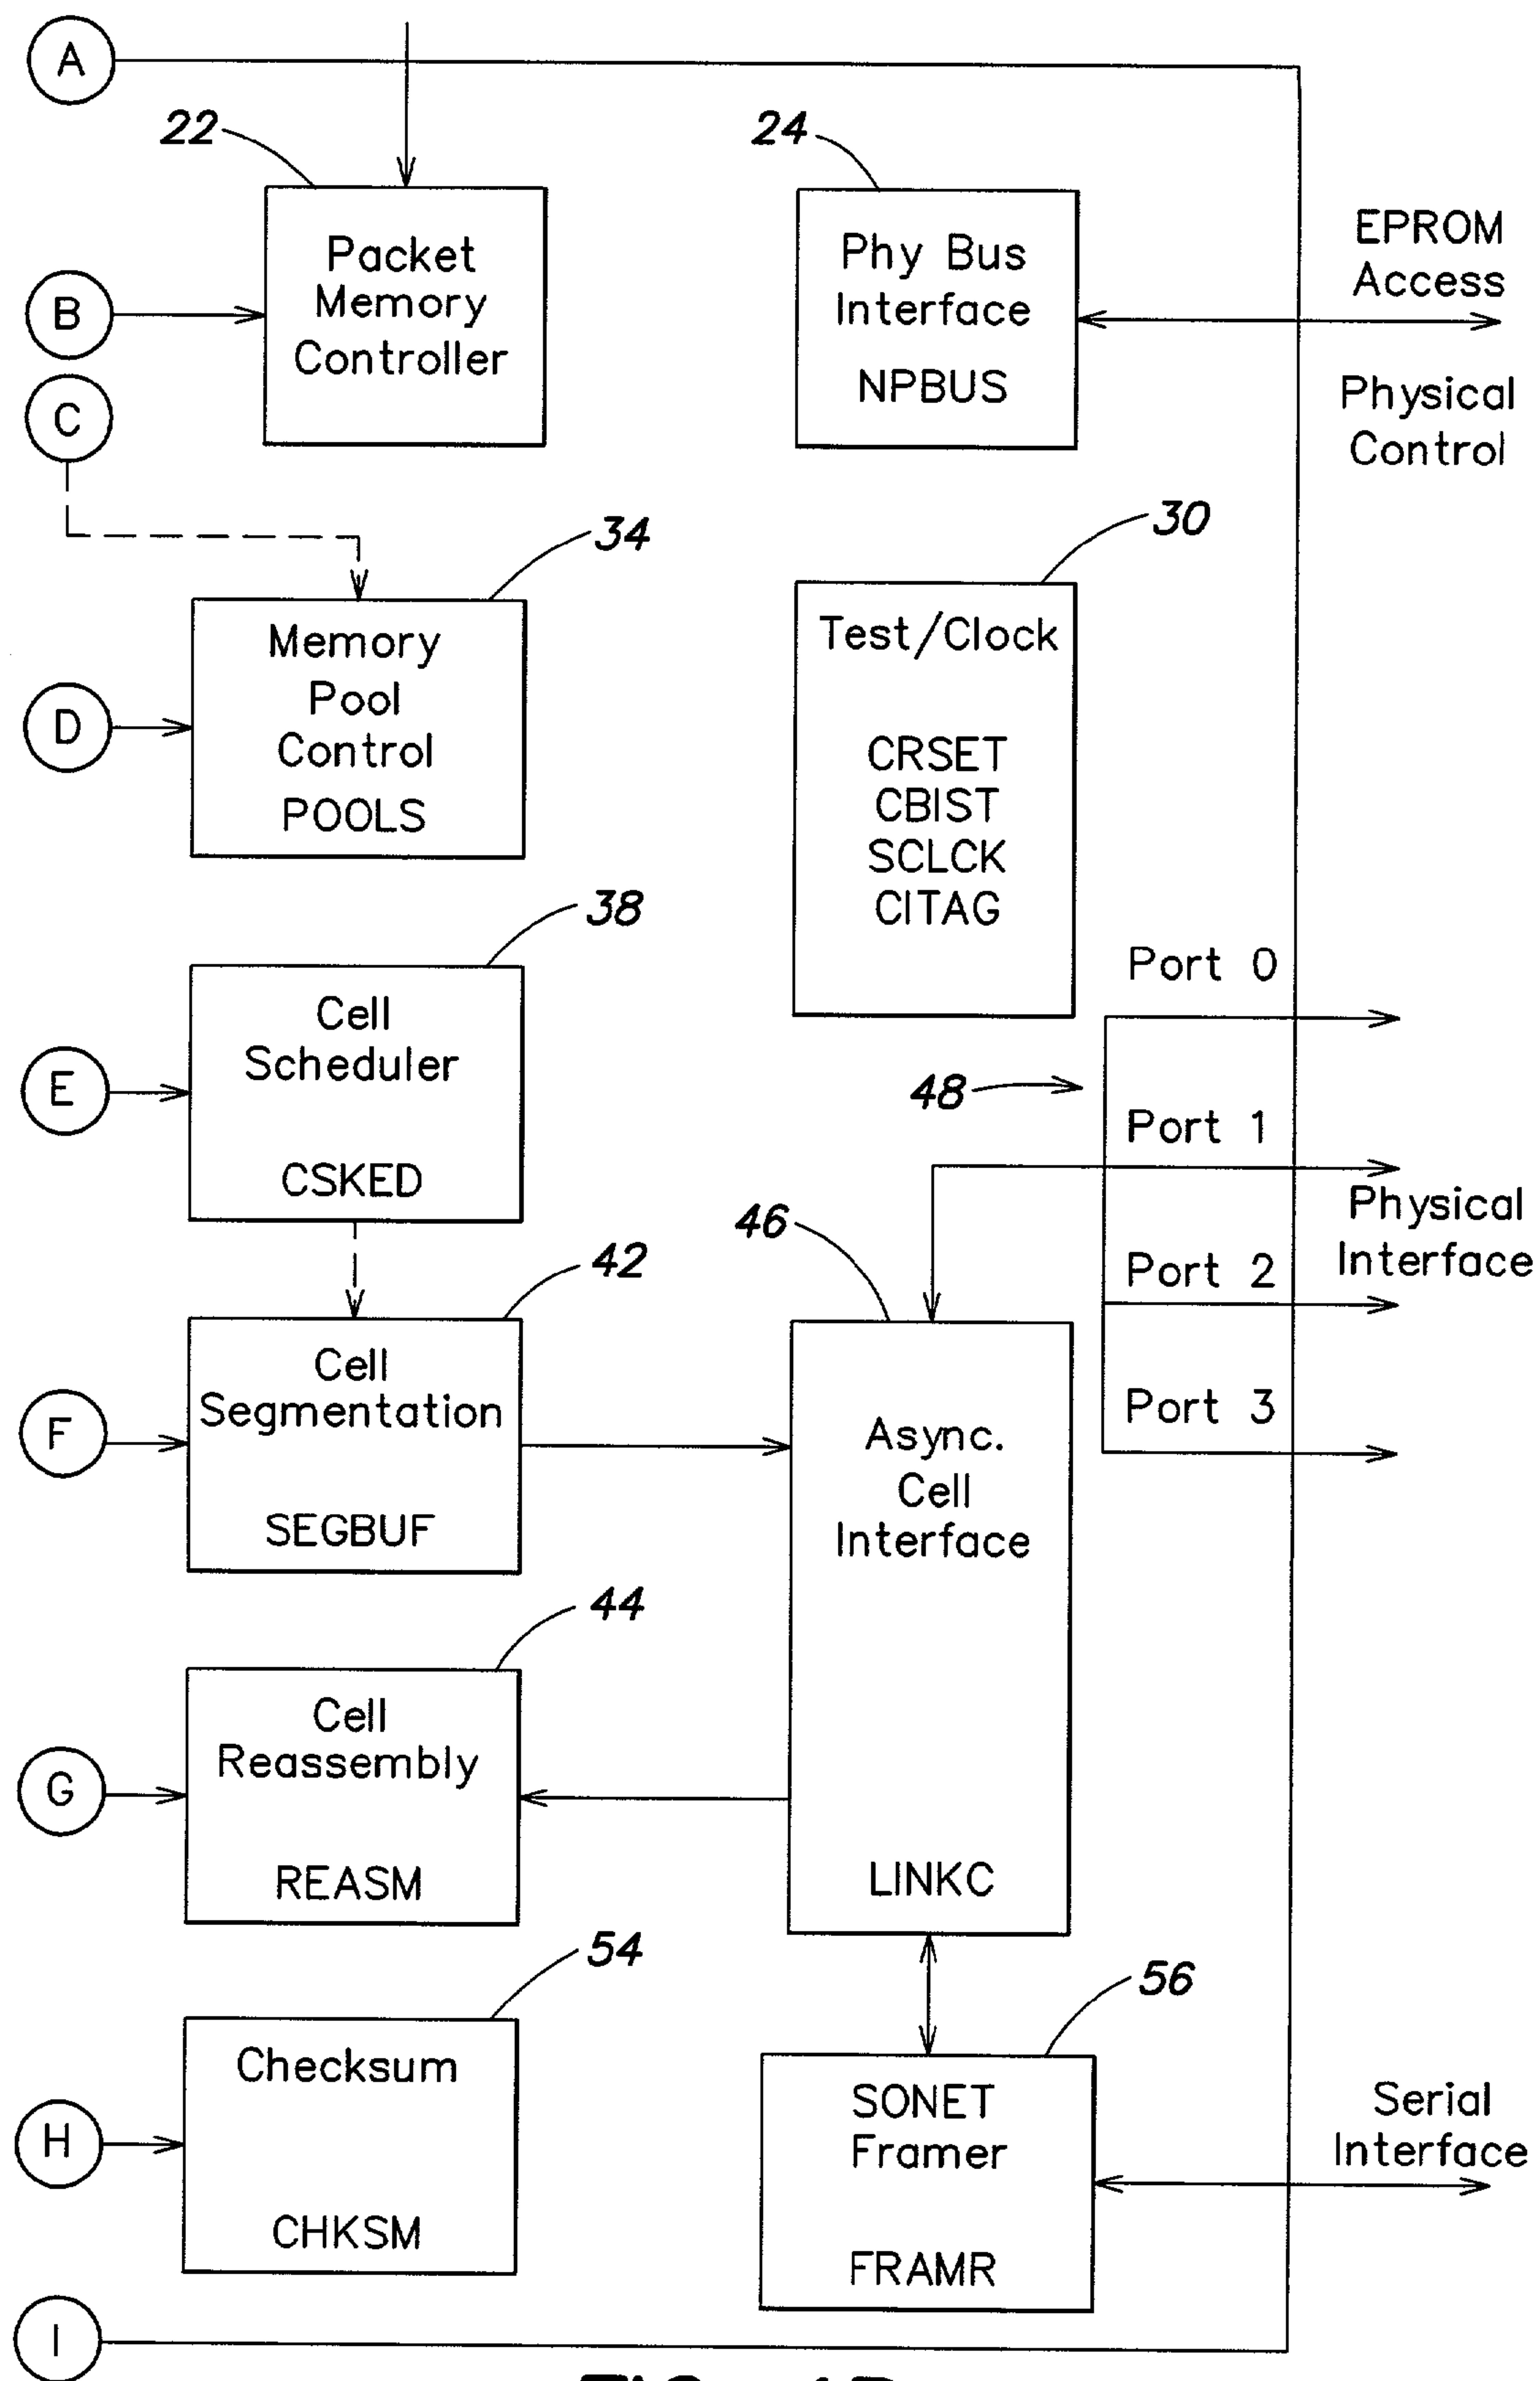 A
22
24
Packet
Memory
Controller
Phy Bus
Interface
NPBUS
EPROM
Access
Physical
Control
B
C
34
30
Memory
Pool
Control
POOLS
Test/Clock
CRSET
CBIST
SCLCK
CITAG
D
38
Cell
Scheduler
CSKED
E
Port 0
48
Port 1
Physical
Interface
Port 2
Port 3
42
46
Cell
Segmentation
SEGBUF
F
Async.
Cell
Interface
LINKC
44
Cell
Reassembly
REASM
G
54
56
Checksum
CHKSM
H
SONET
Framer
FRAMR
Serial
Interface
I